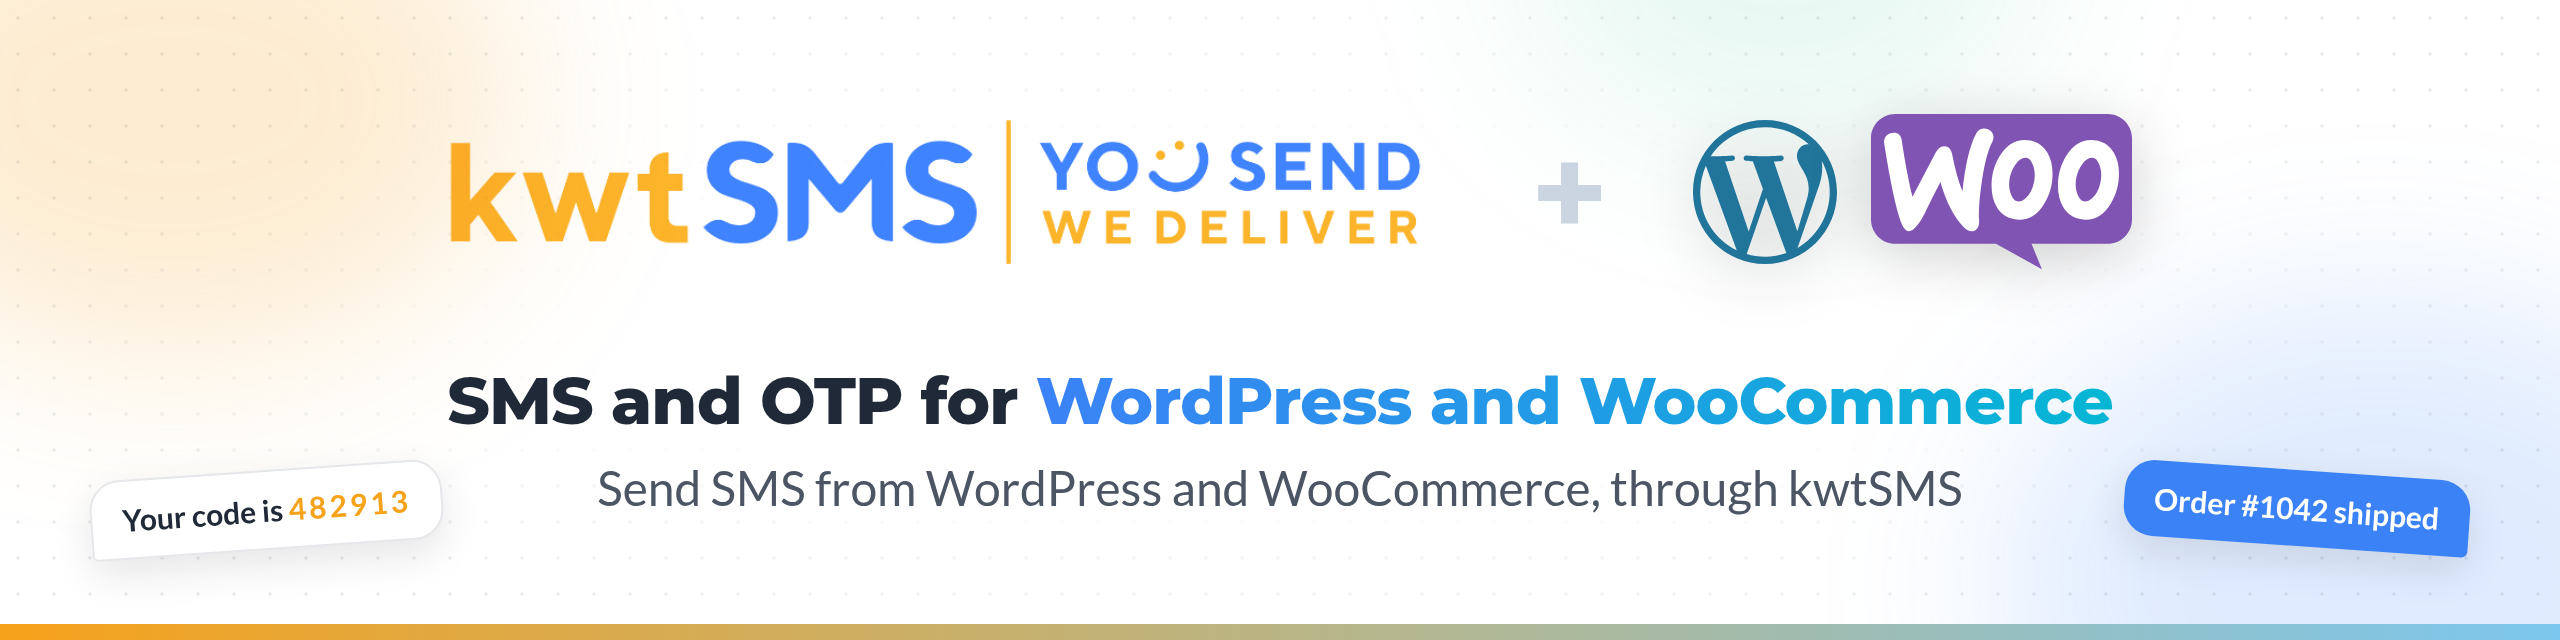 kwtSMS
YOU SEND
WE DELIVER
+
W
WOO
SMS and OTP for WordPress and WooCommerce
Send SMS from WordPress and WooCommerce, through kwtSMS
Your code is 482913
Order #1042 shipped